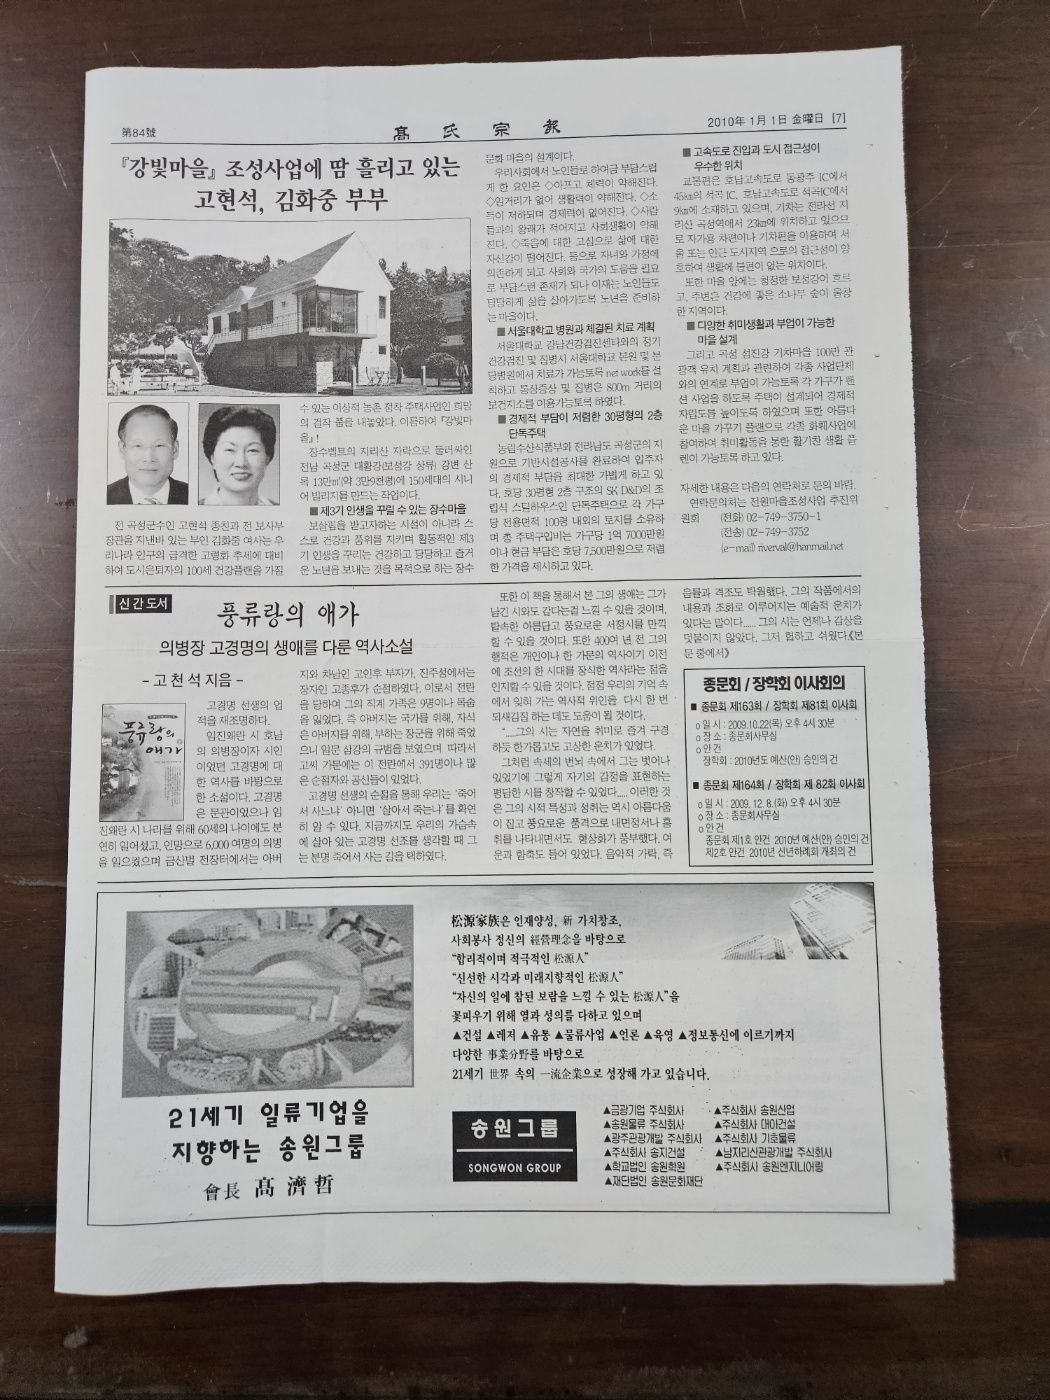 第84號
髙氏宗報
2010年 1月 1日 金曜日 [7]
『강빛마을』 조성사업에 땀 흘리고 있는
고현석, 김화중 부부
전 곡성군수인 고현석 종친과 전 보사부
장관을 지낸바 있는 부인 김화중 여사는 우
리나라 인구의 급격한 고령화 추세에 대비
하여 도시은퇴자의 100세 건강플랜을 가질
수 있는 이상적 농촌 정착 주택사업인 희망
의 걸작 품을 내놓았다. 이름하여 『강빛마
을』!
장수벨트의 지리산 자락으로 둘러싸인
전남 곡성군 대황강(보성강 상류) 강변 산
록 13만㎡(약 3만9천평)에 150세대의 시니
어 빌리지를 만드는 작업이다.
■ 제3기 인생을 꾸릴 수 있는 장수마을
보살핌을 받고자하는 시설이 아니라 스
스로 건강과 품위를 지키며 활동적인 제3
기 인생을 꾸리는 건강하고 당당하고 즐거
운 노년을 보내는 것을 목적으로 하는 장수
문화 마을의 설계이다.
우리사회에서 노인들로 하여금 부담스럽
게 한 요인은 ◇아프고 체력이 약해진다.
◇일거리가 없어 생활력이 약해진다. ◇소
득이 저하되며 경제력이 없어진다. ◇사람
들과의 왕래가 적어지고 사회생활이 약해
진다. ◇죽음에 대한 고심으로 삶에 대한
자신감이 떨어진다. 등으로 자녀와 가정에
의존하게 되고 사회와 국가의 도움을 필요
로 부담스런 존재가 되나 이제는 노인들도
당당하게 삶을 살아가도록 노년을 준비하
는 마을이다.
■ 서울대학교 병원과 체결된 치료 계획
서울대학교 강남건강검진센타와의 정기
건강검진 및 질병시 서울대학교 본원 및 분
당병원에서 치료가 가능토록 net work를 설
치하고 통상증상 및 질병은 800m 거리의
보건지소를 이용가능토록 하였다.
■ 경제적 부담이 저렴한 30평형의 2층
단독주택
농림수산식품부와 전라남도 곡성군의 지
원으로 기반시설공사를 완료하여 입주자
의 경제적 부담을 최대한 가볍게 하고 있
다. 호당 30평형 2층 구조의 SK D&D의 조
립식 스틸하우스인 단독주택으로 각 가구
당 전용면적 100평 내외의 토지를 소유하
며 총 주택구입비는 가구당 1억 7000만원
이나 현금 부담은 호당 7,500만원으로 저렴
한 가격을 제시하고 있다.
■ 고속도로 진입과 도시 접근성이
우수한 위치
교통편은 호남고속도로 동광주 IC에서
45㎞의 석곡 IC, 호남고속도로 석곡IC에서
9㎞에 소재하고 있으며, 기차는 전라선 지
리산 곡성역에서 23㎞에 위치하고 있으므
로 자가용 차편이나 기차편을 이용하여 서
울 또는 인근 도시지역 으로의 접근성이 양
호하여 생활에 불편이 없는 위치이다.
또한 마을 앞에는 청정한 보성강이 흐르
고, 주변은 건강에 좋은 소나무 숲이 울창
한 지역이다.
■ 다양한 취미생활과 부업이 가능한
마을 설계
그리고 곡성 섬진강 기차마을 100만 관
광객 유치 계획과 관련하여 각종 사업단체
와의 연계로 부업이 가능토록 각 가구가 팬
션 사업을 하도록 주택이 설계되어 경제적
자립도를 높이도록 하였으며 또한 아름다
운 마을 가꾸기 플랜으로 각종 화훼사업에
참여하여 취미활동을 통한 활기찬 생활 플
랜이 가능토록 하고 있다.
자세한 내용은 다음의 연락처로 문의 바람.
연락문의처는 전원마을조성사업 추진위
원회 (전화) 02-749-3750~1
(전송) 02-749-3752
(e-mail) riverval@hanmail.net
신간도서
풍류랑의 애가
의병장 고경명의 생애를 다룬 역사소설
- 고 천 석 지음 -
풍류랑의
애가
고경명 선생의 업
적을 재조명하다.
임진왜란 시 호남
의 의병장이자 시인
이었던 고경명에 대
한 역사를 바탕으로
한 소설이다. 고경명
은 문관이었으나 임
진왜란 시 나라를 위해 60세의 나이에도 분
연히 일어섰고, 인망으로 6,000 여명의 의병
을 일으켰으며 금산벌 전장터에서는 아버
지와 차남인 고인후 부자가, 진주성에서는
장자인 고종후가 순절하였다. 이로서 전란
을 당하여 그의 직계 가족은 9명이나 목숨
을 잃었다. 즉 아버지는 국가를 위해, 자식
은 아버지를 위해, 부하는 장군을 위해 죽었
으니 임문 삼강의 규범을 보였으며 따라서
고씨 가문에는 이 전란에서 391명이나 많
은 순절자와 공신들이 있었다.
고경명 선생의 순절을 통해 우리는 '죽어
서 사느냐' 아니면 '살아서 죽는냐'를 확연
히 암 수 있다. 지금까지도 우리의 가슴속
에 살아 있는 고경명 선조를 생각할 때 그
는 분명 죽어서 사는 길을 택하였다.
또한 이 책을 통해서 본 그의 생애는 그가
남긴 시와도 같다는걸 느낄 수 있을 것이며,
탈속한 아름답고 풍요로운 서정시를 만끽
할 수 있을 것이다. 또한 400여 년 전 그의
행적은 개인이나 한 가문의 역사이기 이전
에 조선의 한 시대를 장식한 역사라는 점을
인지할 수 있을 것이다. 점점 우리의 기억 속
에서 잊혀 가는 역사적 위인을 다시 한 번
되새김질 하는 데도 도움이 될 것이다.
"......그의 시는 자연을 취미로 즐겨 구경
하듯 한가롭고도 고상한 운치가 있었다.
그처럼 속세의 번뇌 속에서 그는 벗어나
있었기에 그렇게 자기의 감정을 표현하는
평담한 시를 창작할 수 있었다..... 이러한 것
은 그의 시적 특성과 성취는 역시 아름다움
이 짙고 풍요로운 풍격으로 내면정서나 흥
취를 나타내면서도 형상화가 풍부했다. 여
운과 함축도 들어 있었다. 음악적 가락, 즉
음률과 격조도 탁월했다. 그의 작품에서의
내용과 조화로 이루어지는 예술적 운치가
있다는 말이다..... 그의 시는 언제나 감상을
덧붙이지 않았다. 그저 험하고 쉬웠다.《본
문 중에서》
종문회 / 장학회 이사회의
■ 종문회 제163회 / 장학회 제81회 이사회
o 일 시 : 2009.10.22(목) 오후 4시 30분
o 장 소 : 종문회사무실
o 안 건
장학회 : 2010년도 예산(안) 승인의 건
■ 종문회 제164회 / 장학회 제 82회 이사회
o 일 시 : 2009. 12. 8.(화) 오후 4시 30분
o 장 소 : 종문회사무실
o 안 건
종문회 제1호 안건 2010년 예산(안) 승인의 건
제2호 안건 2010년 신년하례회 개최의 건
21세기 일류기업을
지향하는 송원그룹
會長 髙濟哲
松源家族은 인재양성, 新 가치창조,
사회봉사 정신의 經營理念을 바탕으로
"합리적이며 적극적인 松源人"
"신선한 시각과 미래지향적인 松源人"
"자신의 일에 참된 보람을 느낄 수 있는 松源人"을
꽃피우기 위해 열과 성의를 다하고 있으며
▲건설 ▲레저 ▲유통 ▲물류사업 ▲언론 ▲육영 ▲정보통신에 이르기까지
다양한 事業分野를 바탕으로
21세기 世界 속의 一流企業으로 성장해 가고 있습니다.
송원그룹
SONGWON GROUP
▲금광기업 주식회사
▲송원물류 주식회사
▲광주관광개발 주식회사
▲주식회사 송지건설
▲학교법인 송원학원
▲재단법인 송원문화재단
▲주식회사 송원산업
▲주식회사 대아건설
▲주식회사 기호물류
▲남지리산관광개발 주식회사
▲주식회사 송원엔지니어링